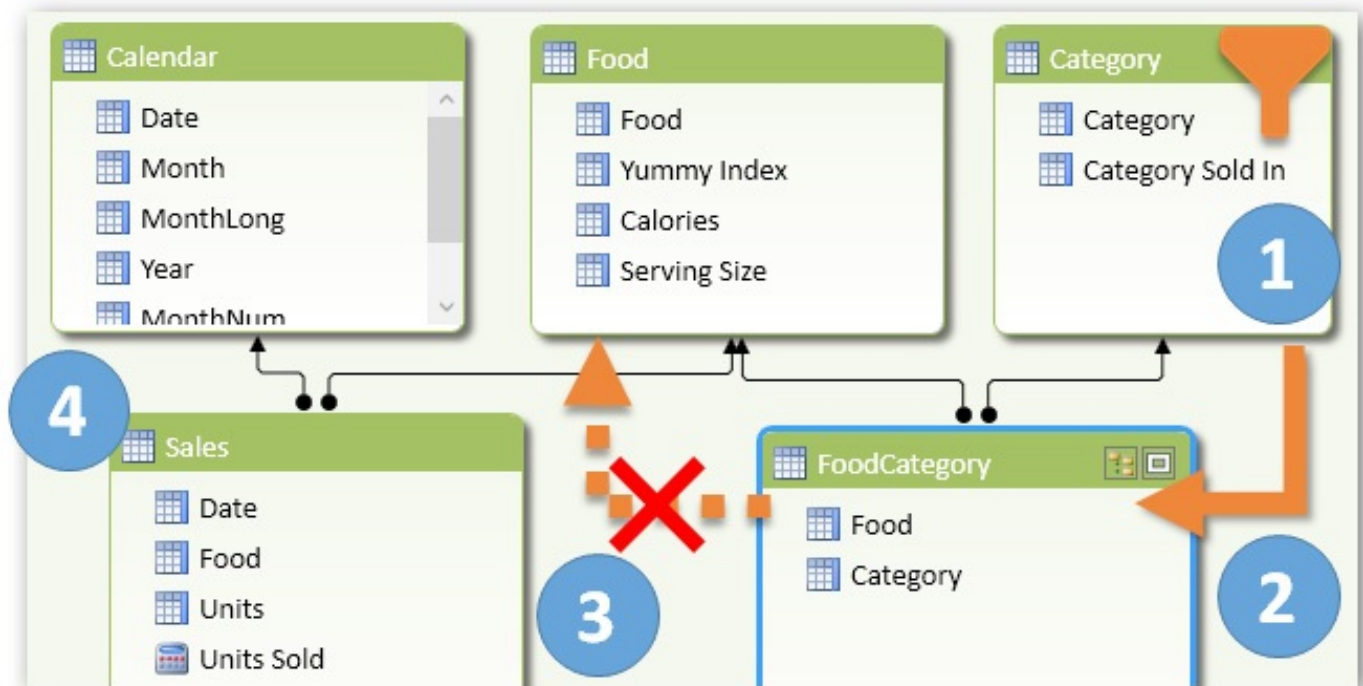 Calendar
Date
Month
MonthLong
Year
MonthNum
Food
Food
Yummy Index
Calories
Serving Size
Category
Category
Category Sold In
1
4
Sales
Date
Food
Units
Units Sold
3
FoodCategory
Food
Category
2